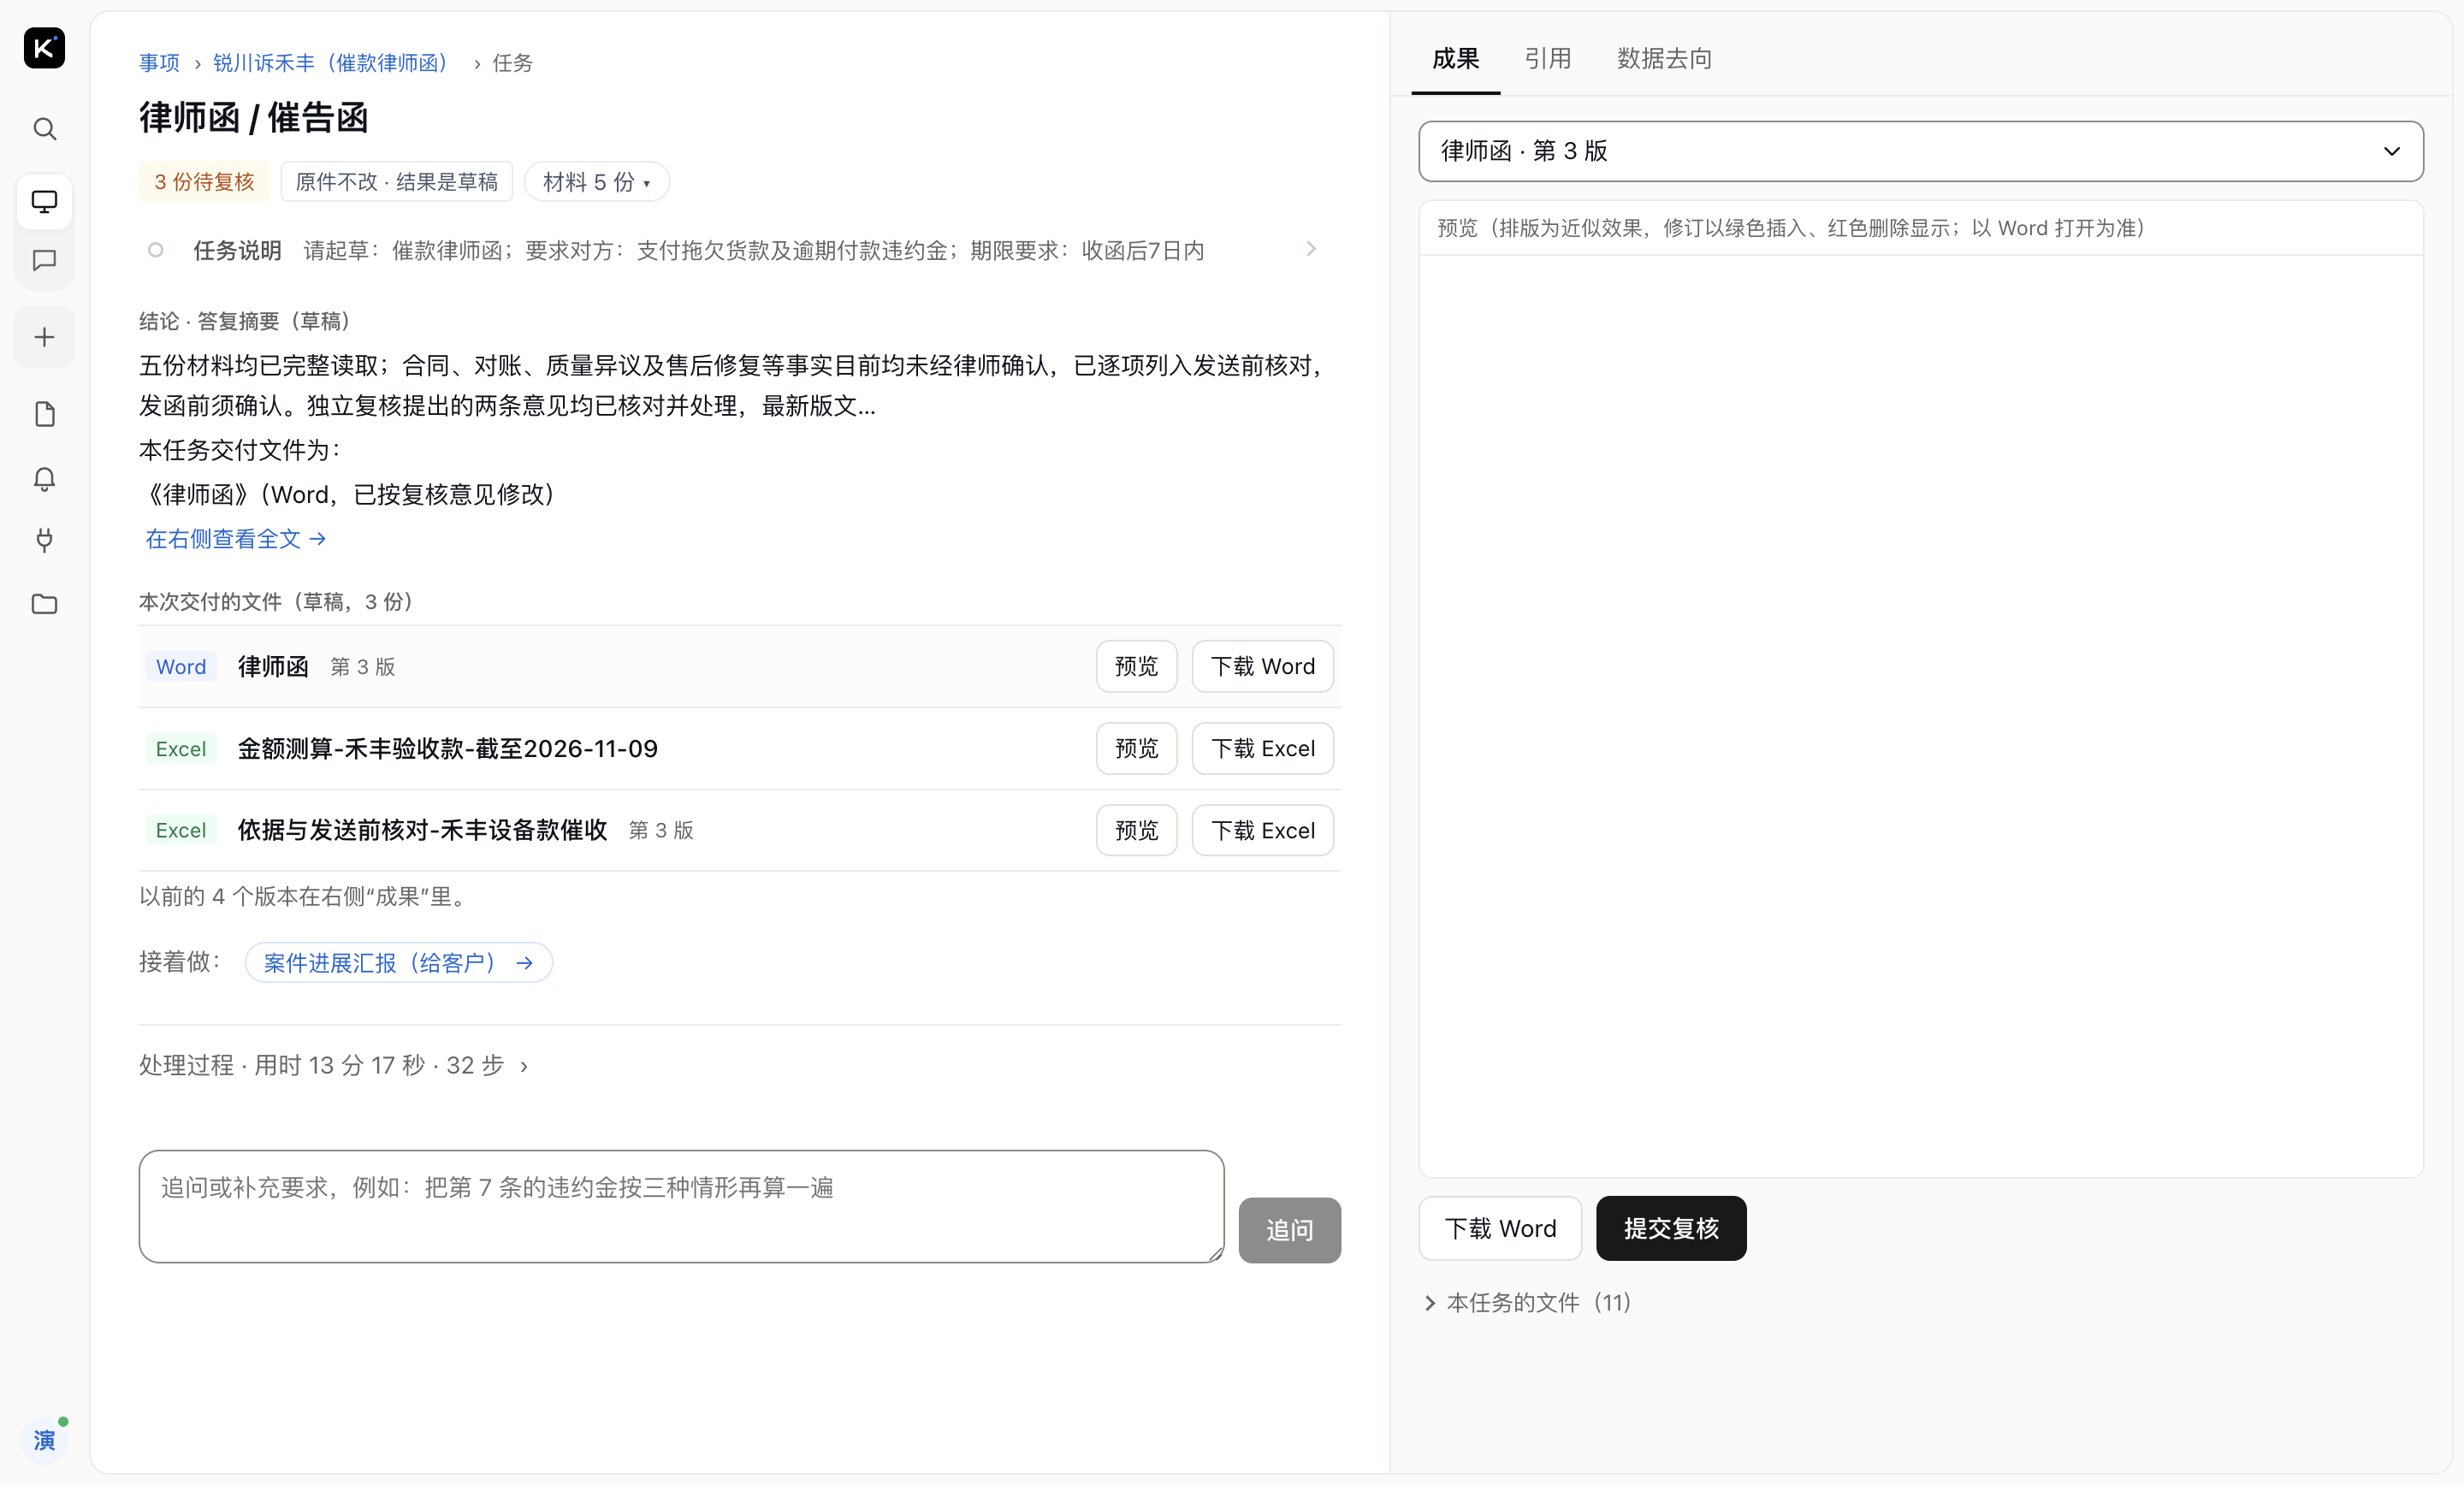 K
事项 › 锐川诉禾丰（催款律师函） › 任务
律师函 / 催告函
3 份待复核
原件不改 · 结果是草稿
材料 5 份 ▾
任务说明 请起草：催款律师函；要求对方：支付拖欠货款及逾期付款违约金；期限要求：收函后7日内
结论 · 答复摘要（草稿）
五份材料均已完整读取；合同、对账、质量异议及售后修复等事实目前均未经律师确认，已逐项列入发送前核对，
发函前须确认。独立复核提出的两条意见均已核对并处理，最新版文...
本任务交付文件为：
《律师函》（Word，已按复核意见修改）
在右侧查看全文 →
本次交付的文件（草稿，3 份）
Word 律师函 第 3 版 预览 下载 Word
Excel 金额测算-禾丰验收款-截至2026-11-09 预览 下载 Excel
Excel 依据与发送前核对-禾丰设备款催收 第 3 版 预览 下载 Excel
以前的 4 个版本在右侧“成果”里。
接着做： 案件进展汇报（给客户） →
处理过程 · 用时 13 分 17 秒 · 32 步 ›
追问或补充要求，例如：把第 7 条的违约金按三种情形再算一遍
追问
演
成果 引用 数据去向
律师函 · 第 3 版
预览（排版为近似效果，修订以绿色插入、红色删除显示；以 Word 打开为准）
下载 Word 提交复核
本任务的文件（11）